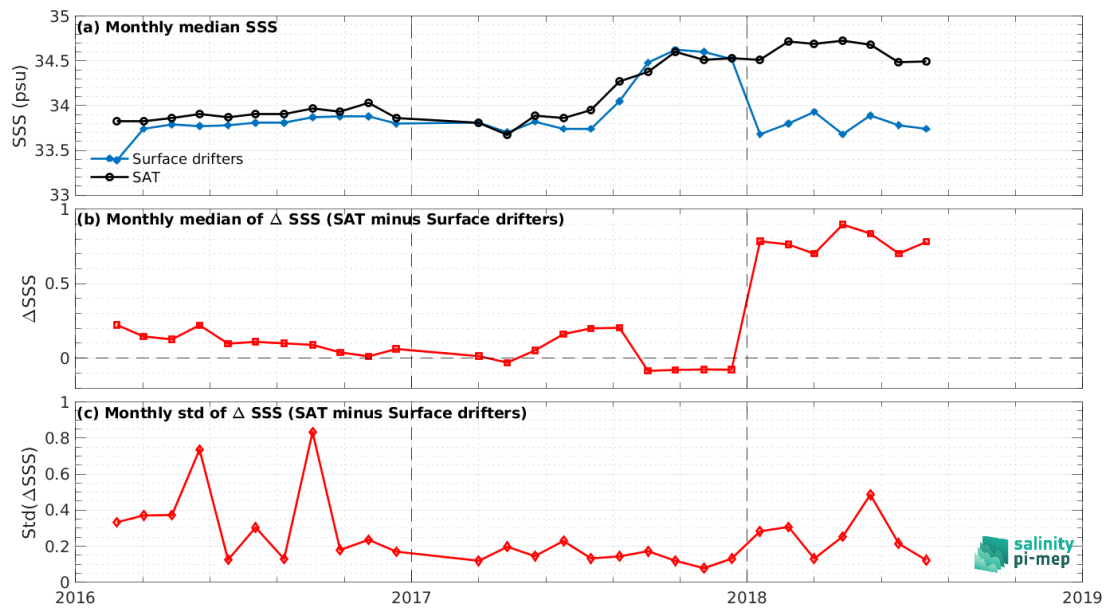 (a) Monthly median SSS
35
34.5
34
33.5
33
SSS (psu)
Surface drifters
SAT
(b) Monthly median of Δ SSS (SAT minus Surface drifters)
1
0.5
0
ΔSSS
(c) Monthly std of Δ SSS (SAT minus Surface drifters)
1
0.8
0.6
0.4
0.2
0
Std(ΔSSS)
salinity
pi-mep
2016
2017
2018
2019